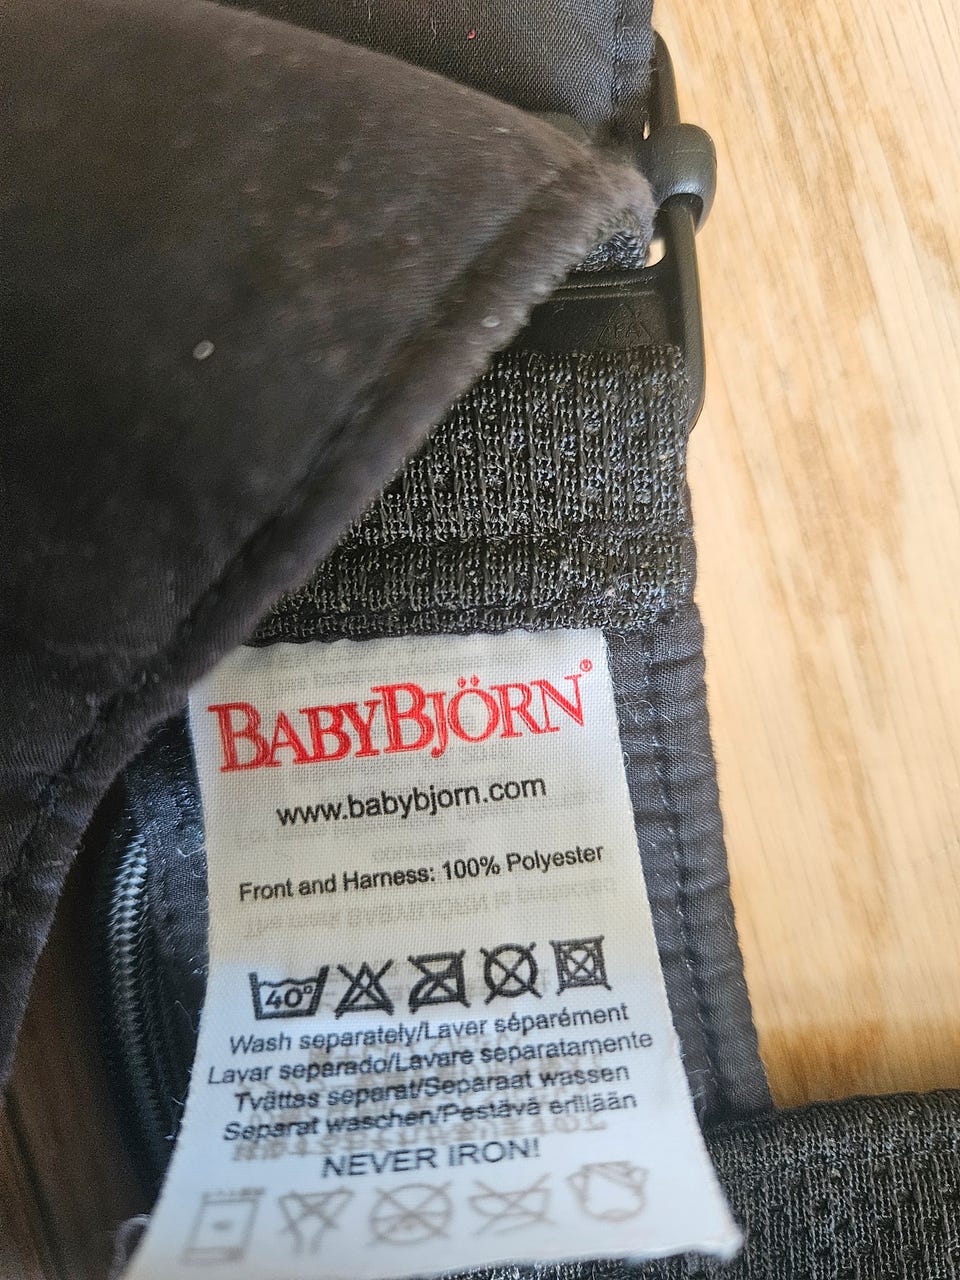 BABYBJÖRN®
www.babybjorn.com
Front and Harness: 100% Polyester
40°
Wash separately/Laver séparément
Lavar separado/Lavare separatamente
Tvättas separat/Separaat wassen
Separat waschen/Pestävä erillään
NEVER IRON!